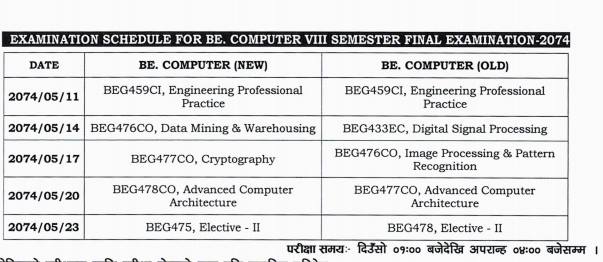 EXAMINATION SCHEDULE FOR BE. COMPUTER VIII SEMESTER FINAL EXAMINATION-2074
DATE BE. COMPUTER (NEW) BE. COMPUTER (OLD)
2074/05/11 BEG459CI, Engineering Professional Practice BEG459CI, Engineering Professional Practice
2074/05/14 BEG476CO, Data Mining & Warehousing BEG433EC, Digital Signal Processing
2074/05/17 BEG477CO, Cryptography BEG476CO, Image Processing & Pattern Recognition
2074/05/20 BEG478CO, Advanced Computer Architecture BEG477CO, Advanced Computer Architecture
2074/05/23 BEG475, Elective - II BEG478, Elective - II
परीक्षा समयः- दिउँसो ०१:०० बजेदेखि अपरान्ह ०४:०० बजेसम्म ।